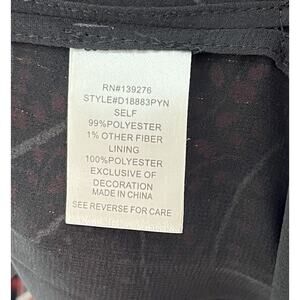 RN#139276
STYLE#D18883PYN
SELF
99%POLYESTER
1% OTHER FIBER
LINING
100%POLYESTER
EXCLUSIVE OF
DECORATION
MADE IN CHINA
SEE REVERSE FOR CARE